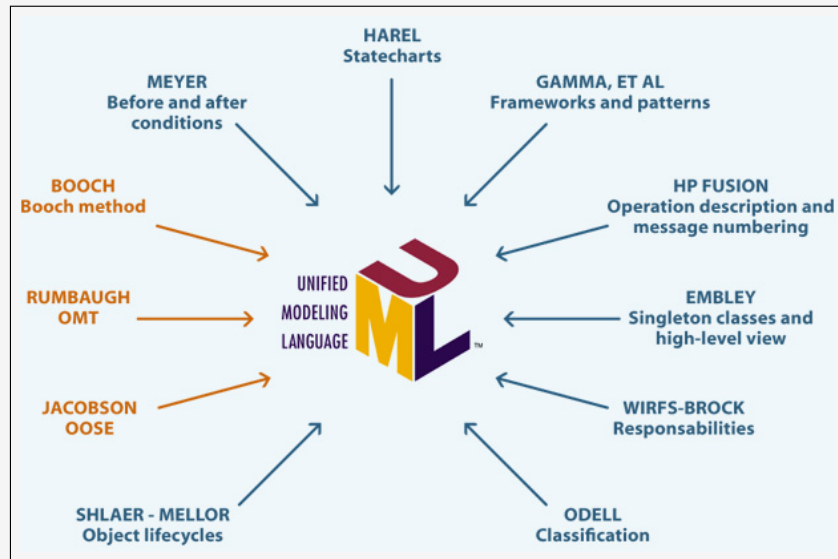 HAREL
Statecharts
MEYER
Before and after
conditions
GAMMA, ET AL
Frameworks and patterns
BOOCH
Booch method
HP FUSION
Operation description and
message numbering
RUMBAUGH
OMT
UNIFIED
MODELING
LANGUAGE
UML
TM
EMBLEY
Singleton classes and
high-level view
JACOBSON
OOSE
WIRFS-BROCK
Responsabilities
SHLAER - MELLOR
Object lifecycles
ODELL
Classification